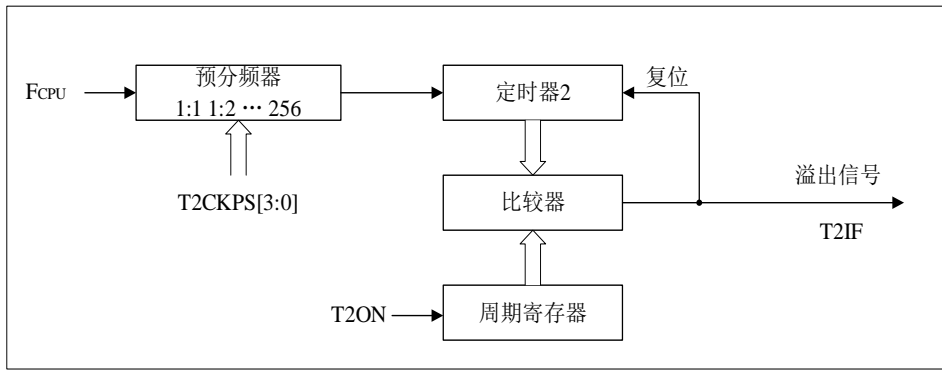 预分频器
1:1 1:2 ⋯ 256
FCPU
定时器2
复位
T2CKPS[3:0]
比较器
溢出信号
T2IF
T2ON
周期寄存器